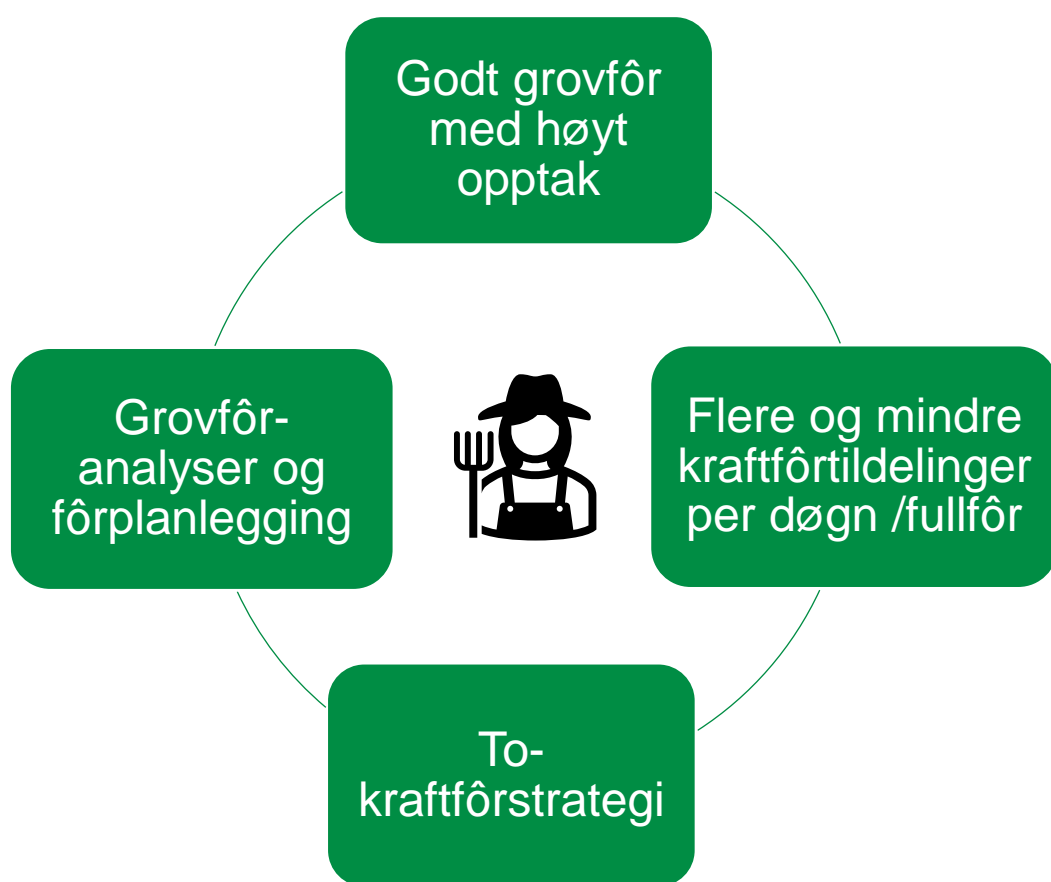 Godt grovfôr
med høyt
opptak
Flere og mindre
kraftfôrtildelinger
per døgn /fullfôr
To-
kraftfôrstrategi
Grovfôr-
analyser og
fôrplanlegging